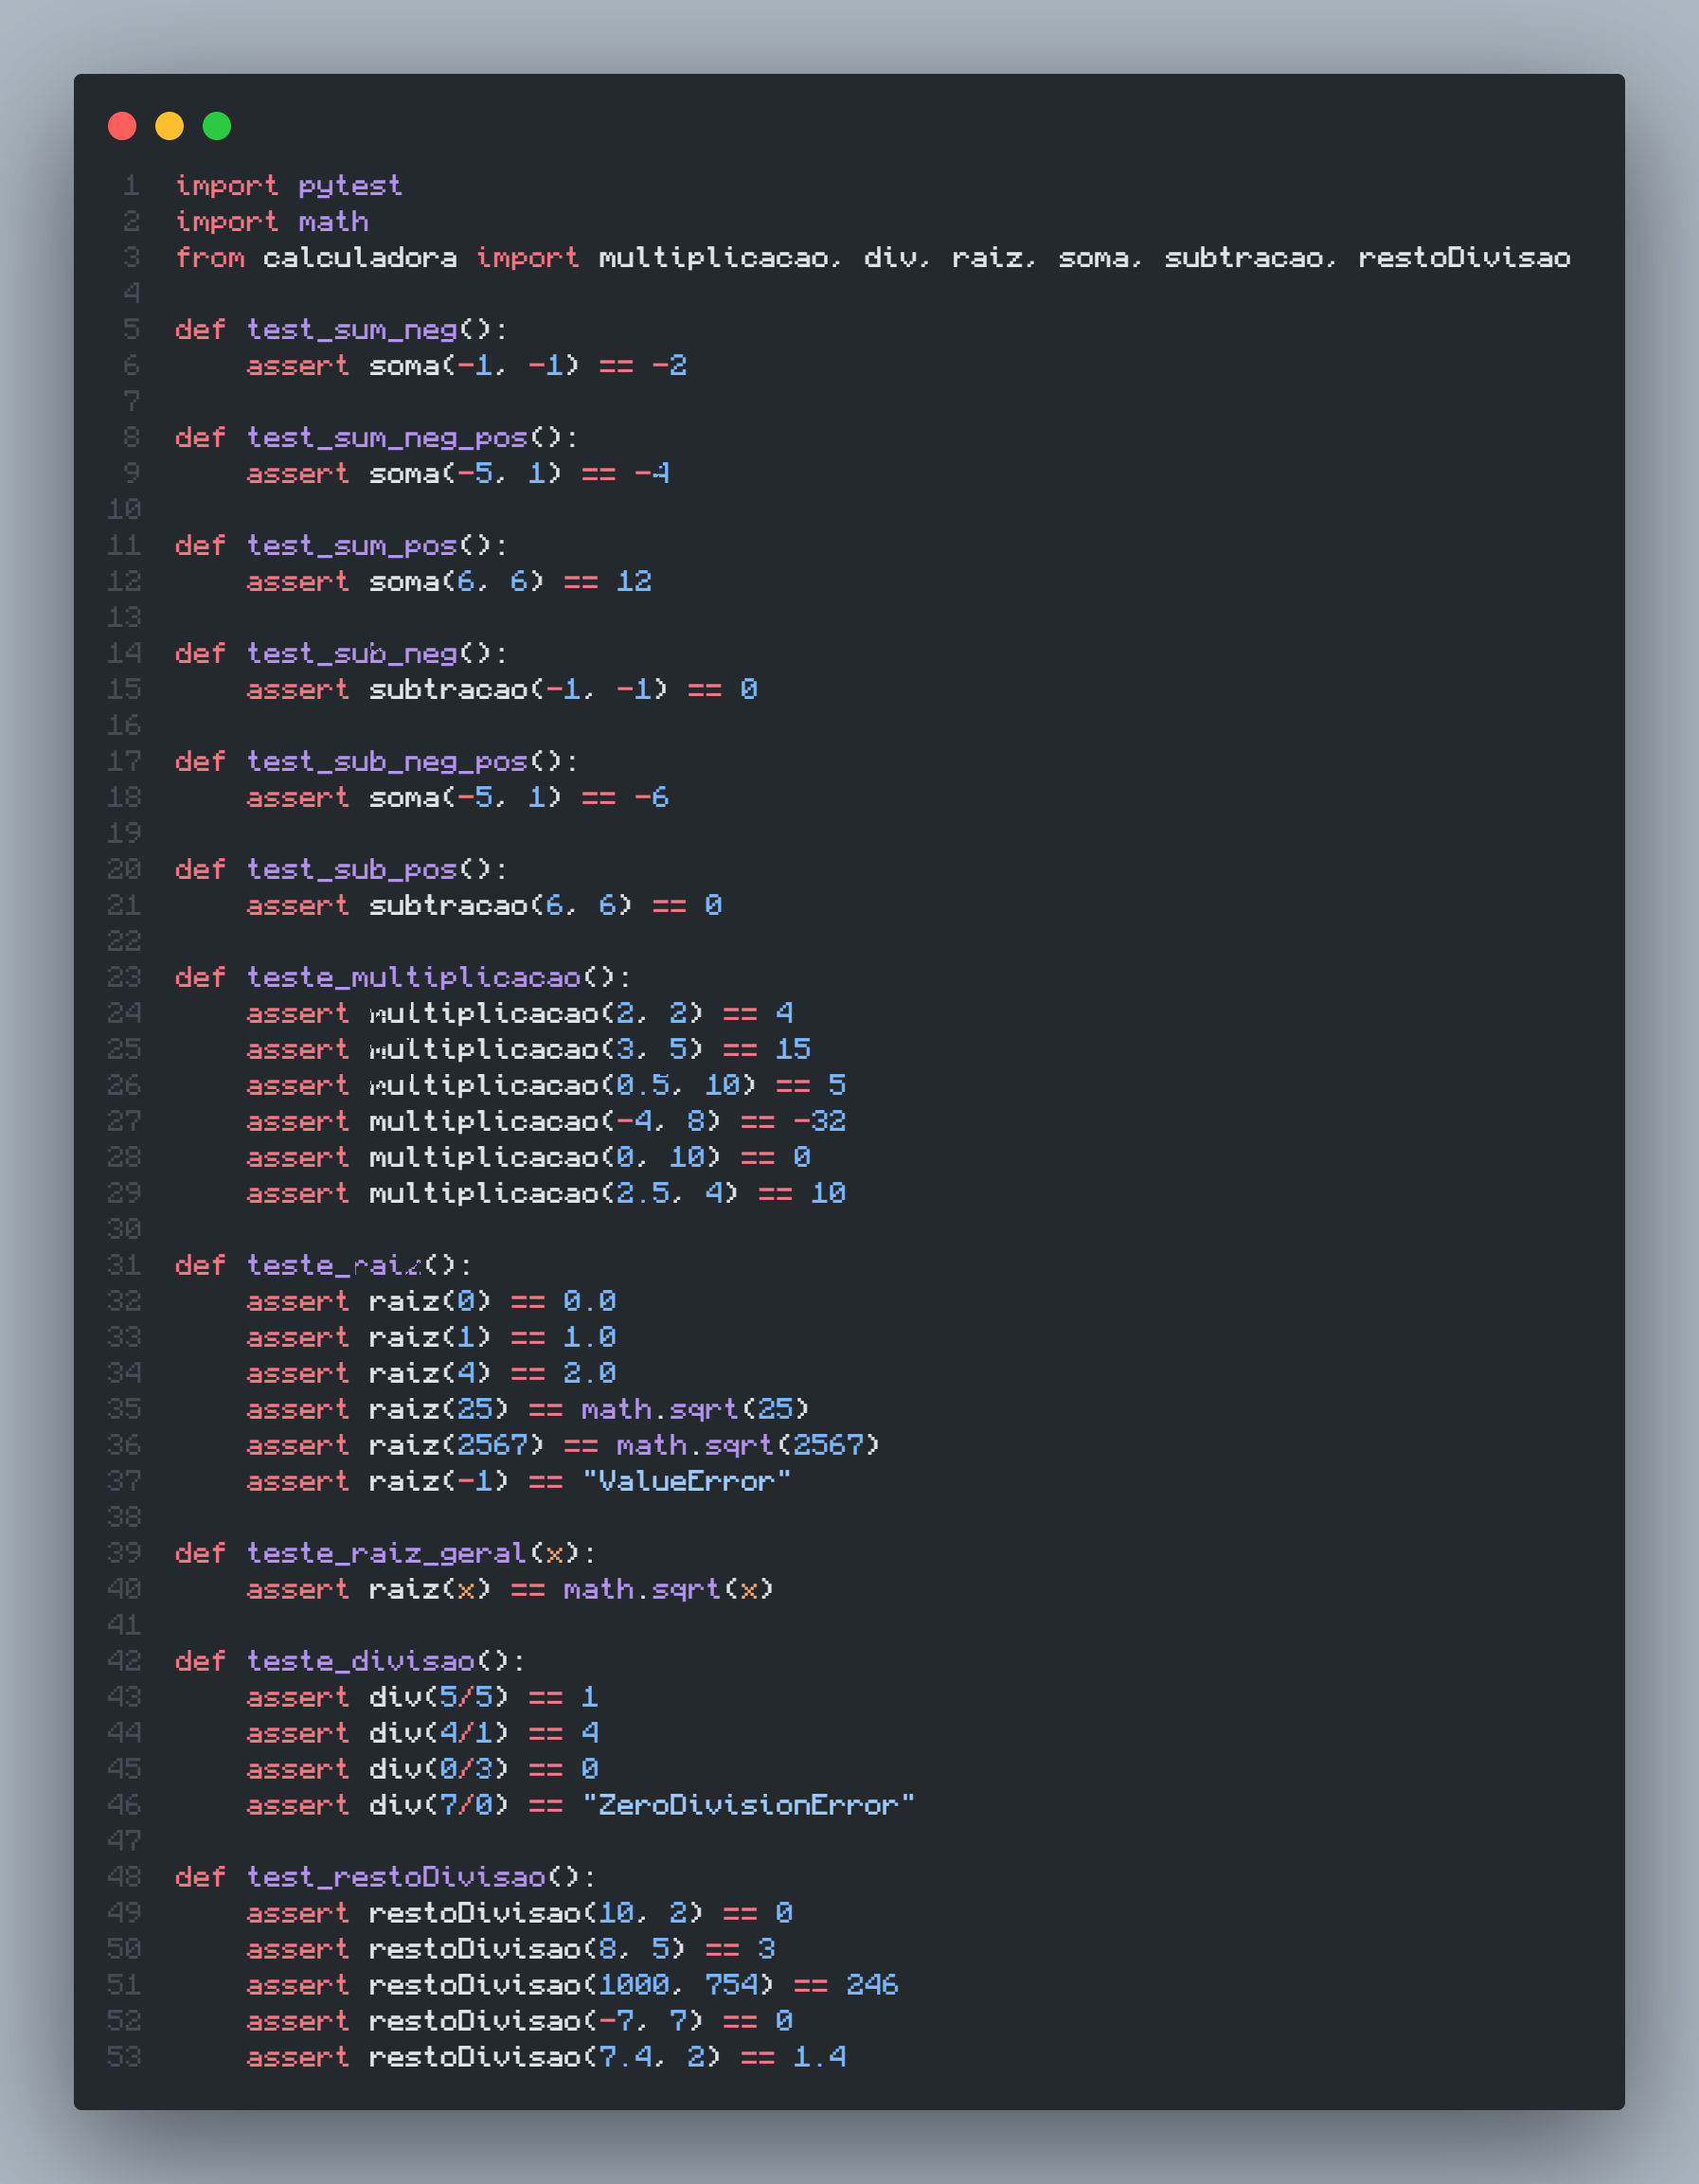 1 import pytest
2 import math
3 from calculadora import multiplicacao, div, raiz, soma, subtracao, restoDivisao
4
5 def test_sum_neg():
6     assert soma(-1, -1) == -2
7
8 def test_sum_neg_pos():
9     assert soma(-5, 1) == -4
10
11 def test_sum_pos():
12     assert soma(6, 6) == 12
13
14 def test_sub_neg():
15     assert subtracao(-1, -1) == 0
16
17 def test_sub_neg_pos():
18     assert soma(-5, 1) == -6
19
20 def test_sub_pos():
21     assert subtracao(6, 6) == 0
22
23 def teste_multiplicacao():
24     assert multiplicacao(2, 2) == 4
25     assert multiplicacao(3, 5) == 15
26     assert multiplicacao(0.5, 10) == 5
27     assert multiplicacao(-4, 8) == -32
28     assert multiplicacao(0, 10) == 0
29     assert multiplicacao(2.5, 4) == 10
30
31 def teste_raiz():
32     assert raiz(0) == 0.0
33     assert raiz(1) == 1.0
34     assert raiz(4) == 2.0
35     assert raiz(25) == math.sqrt(25)
36     assert raiz(2567) == math.sqrt(2567)
37     assert raiz(-1) == "ValueError"
38
39 def teste_raiz_geral(x):
40     assert raiz(x) == math.sqrt(x)
41
42 def teste_divisao():
43     assert div(5/5) == 1
44     assert div(4/1) == 4
45     assert div(0/3) == 0
46     assert div(7/0) == "ZeroDivisionError"
47
48 def test_restoDivisao():
49     assert restoDivisao(10, 2) == 0
50     assert restoDivisao(8, 5) == 3
51     assert restoDivisao(1000, 754) == 246
52     assert restoDivisao(-7, 7) == 0
53     assert restoDivisao(7.4, 2) == 1.4